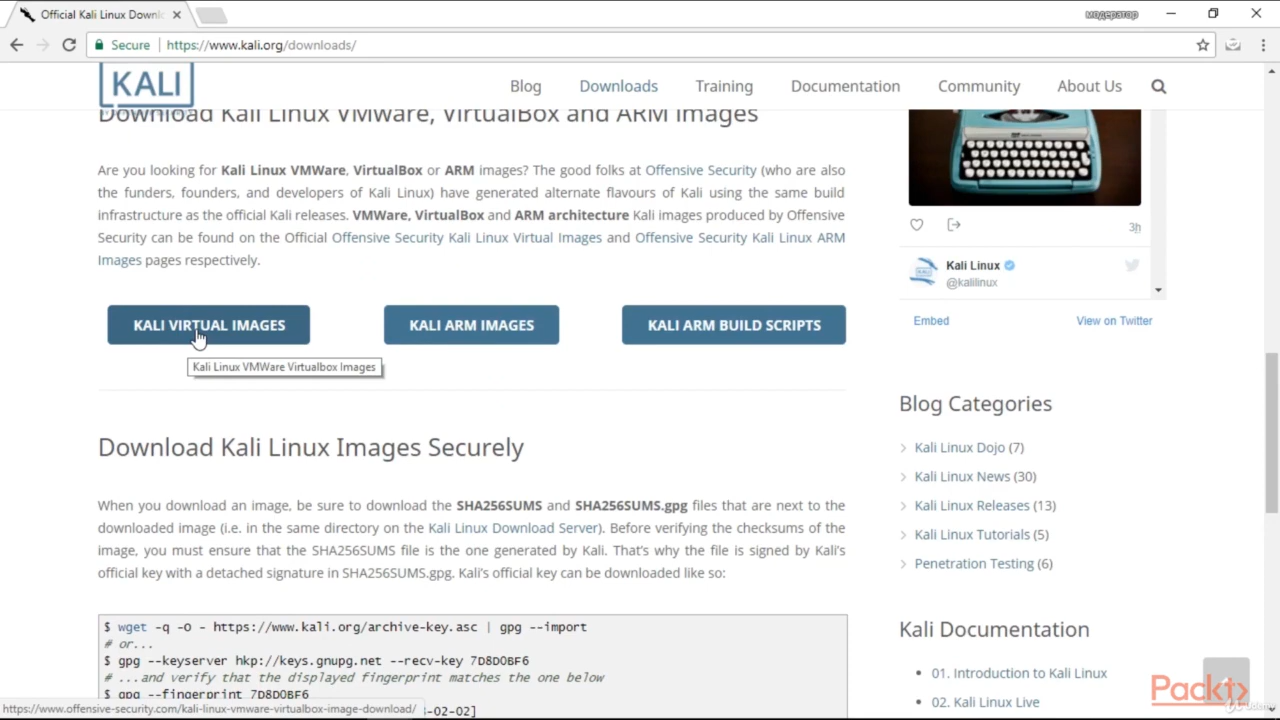 Official Kali Linux Downl
модератор
Secure
https://www.kali.org/downloads/
KALI
Blog
Downloads
Training
Documentation
Community
About Us
Download Kali Linux VMware, VirtualBox and ARM Images
Are you looking for Kali Linux VMWare, VirtualBox or ARM images? The good folks at Offensive Security (who are also
the funders, founders, and developers of Kali Linux) have generated alternate flavours of Kali using the same build
infrastructure as the official Kali releases. VMWare, VirtualBox and ARM architecture Kali images produced by Offensive
Security can be found on the Official Offensive Security Kali Linux Virtual Images and Offensive Security Kali Linux ARM
Images pages respectively.
KALI VIRTUAL IMAGES
KALI ARM IMAGES
KALI ARM BUILD SCRIPTS
Kali Linux VMWare Virtualbox Images
Download Kali Linux Images Securely
When you download an image, be sure to download the SHA256SUMS and SHA256SUMS.gpg files that are next to the
downloaded image (i.e. in the same directory on the Kali Linux Download Server). Before verifying the checksums of the
image, you must ensure that the SHA256SUMS file is the one generated by Kali. That's why the file is signed by Kali's
official key with a detached signature in SHA256SUMS.gpg. Kali's official key can be downloaded like so:
$ wget -q -O - https://www.kali.org/archive-key.asc | gpg --import
# or...
$ gpg --keyserver hkp://keys.gnupg.net --recv-key 7D8D0BF6
# ...and verify that the displayed fingerprint matches the one below
$ gpg --fingerprint 7D8D0BF6
-02-02]
https://www.offensive-security.com/kali-linux-vmware-virtualbox-image-download/
3h
Kali Linux
@kalilinux
Embed
View on Twitter
Blog Categories
Kali Linux Dojo (7)
Kali Linux News (30)
Kali Linux Releases (13)
Kali Linux Tutorials (5)
Penetration Testing (6)
Kali Documentation
01. Introduction to Kali Linux
02. Kali Linux Live
Packt
Udemy